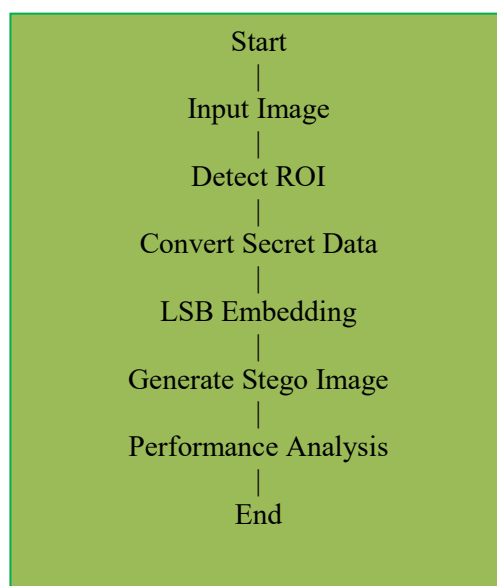 Start
|
Input Image
|
Detect ROI
|
Convert Secret Data
|
LSB Embedding
|
Generate Stego Image
|
Performance Analysis
|
End